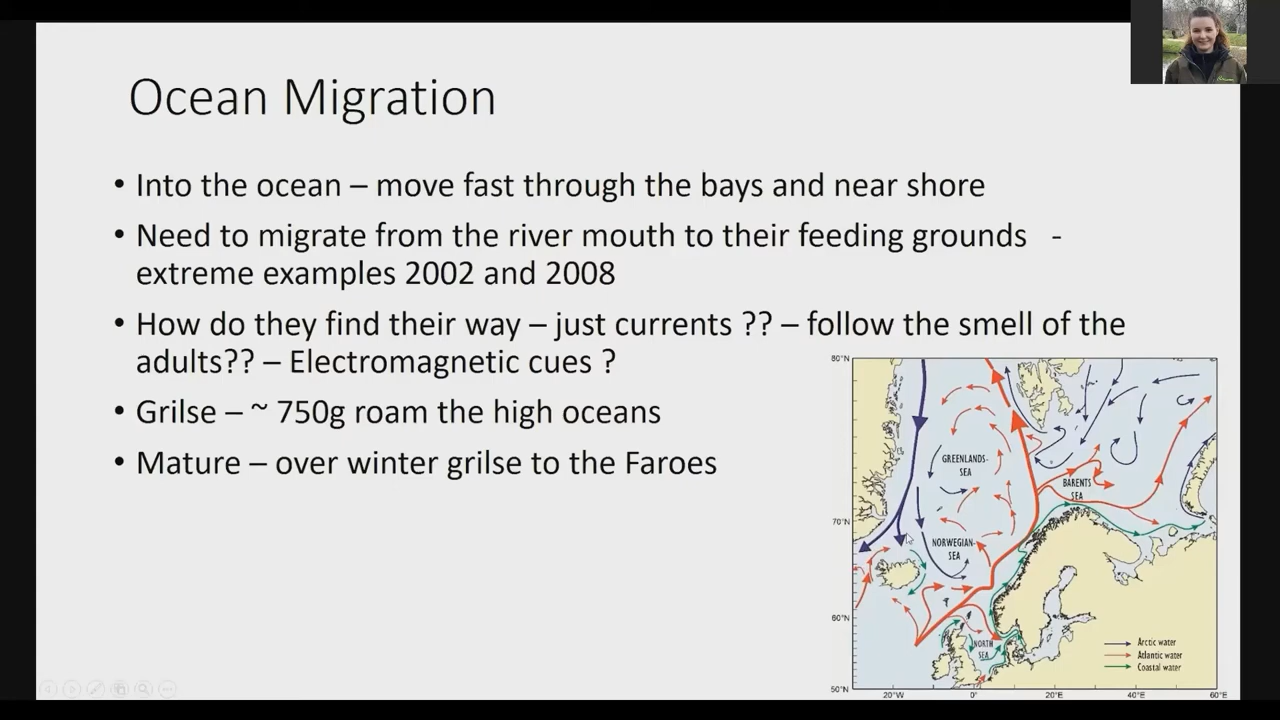 Ocean Migration
• Into the ocean – move fast through the bays and near shore
• Need to migrate from the river mouth to their feeding grounds -
extreme examples 2002 and 2008
• How do they find their way – just currents ?? – follow the smell of the
adults?? – Electromagnetic cues ?
• Grilse – ~ 750g roam the high oceans
• Mature – over winter grilse to the Faroes
80°N
GREENLANDS-
SEA
BARENTS
SEA
70°N
NORWEGIAN-
SEA
60°N
NORTH
SEA
Arctic water
Atlantic water
Coastal water
50°N
20°W
0°
20°E
40°E
60°E